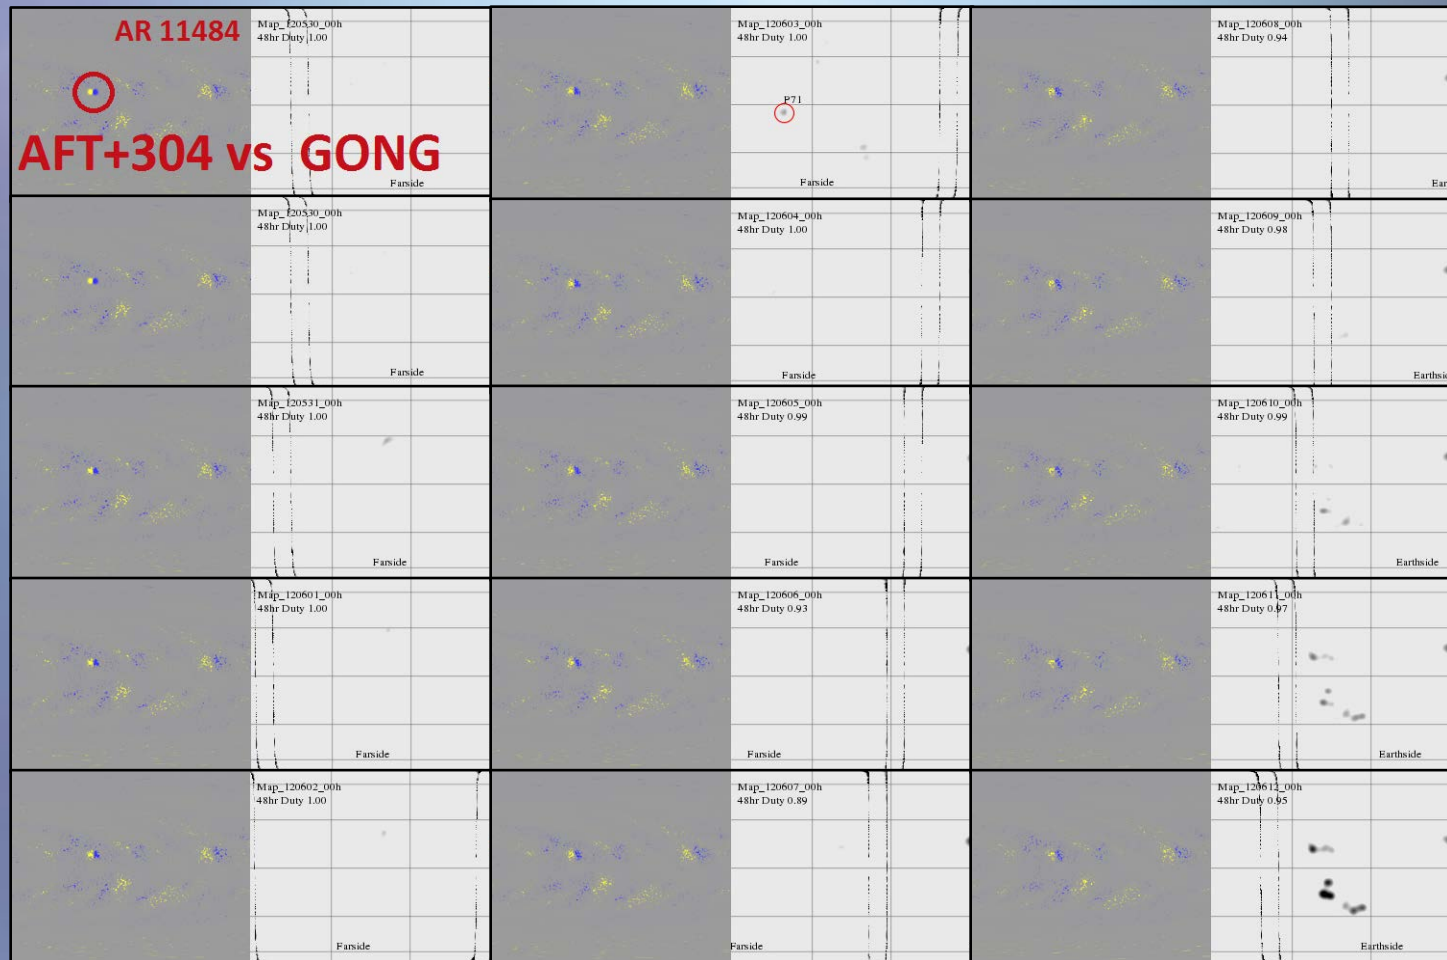 AR 11484
AFT+304 vs GONG
Map_120530_00h
48hr Duty 1.00
Farside
Map_120530_00h
48hr Duty 1.00
Farside
Map_120531_00h
48hr Duty 1.00
Farside
Map_120601_00h
48hr Duty 1.00
Farside
Map_120602_00h
48hr Duty 1.00
Farside
Map_120603_00h
48hr Duty 1.00
P71
Farside
Map_120604_00h
48hr Duty 1.00
Farside
Map_120605_00h
48hr Duty 0.99
Farside
Map_120606_00h
48hr Duty 0.93
Farside
Map_120607_00h
48hr Duty 0.89
Farside
Map_120608_00h
48hr Duty 0.94
Ear
Map_120609_00h
48hr Duty 0.98
Earthsi
Map_120610_00h
48hr Duty 0.99
Earthside
Map_120611_00h
48hr Duty 0.97
Earthside
Map_120612_00h
48hr Duty 0.95
Earthside